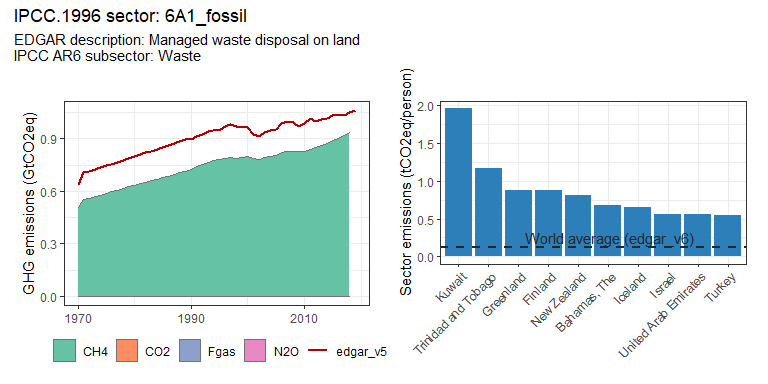 IPCC.1996 sector: 6A1_fossil
EDGAR description: Managed waste disposal on land
IPCC AR6 subsector: Waste
GHG emissions (GtCO2eq)
0.9
0.6
0.3
0.0
1970
1990
2010
CH4
CO2
Fgas
N2O
edgar_v5
Sector emissions (tCO2eq/person)
2.0
1.5
1.0
0.5
0.0
World average (edgar_v6)
Kuwait
Trinidad and Tobago
Greenland
Finland
New Zealand
Bahamas, The
Iceland
Israel
United Arab Emirates
Turkey